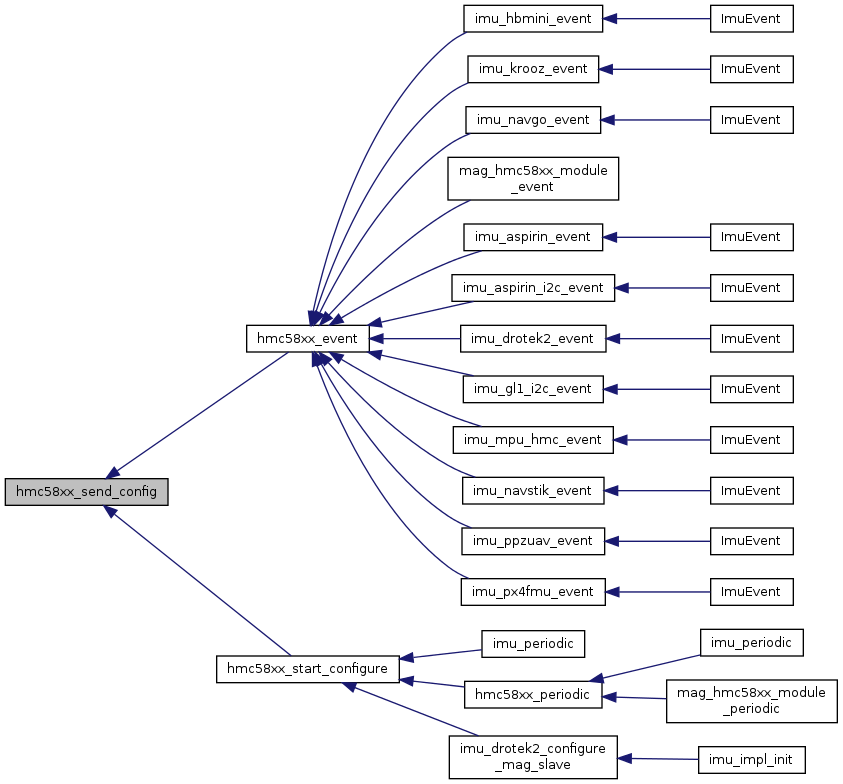 imu_hbmini_event
ImuEvent
imu_krooz_event
ImuEvent
imu_navgo_event
ImuEvent
mag_hmc58xx_module
_event
imu_aspirin_event
ImuEvent
imu_aspirin_i2c_event
ImuEvent
hmc58xx_event
imu_drotek2_event
ImuEvent
imu_gl1_i2c_event
ImuEvent
imu_mpu_hmc_event
ImuEvent
hmc58xx_send_config
imu_navstik_event
ImuEvent
imu_ppzuav_event
ImuEvent
imu_px4fmu_event
ImuEvent
hmc58xx_start_configure
imu_periodic
imu_periodic
hmc58xx_periodic
mag_hmc58xx_module
_periodic
imu_drotek2_configure
_mag_slave
imu_impl_init